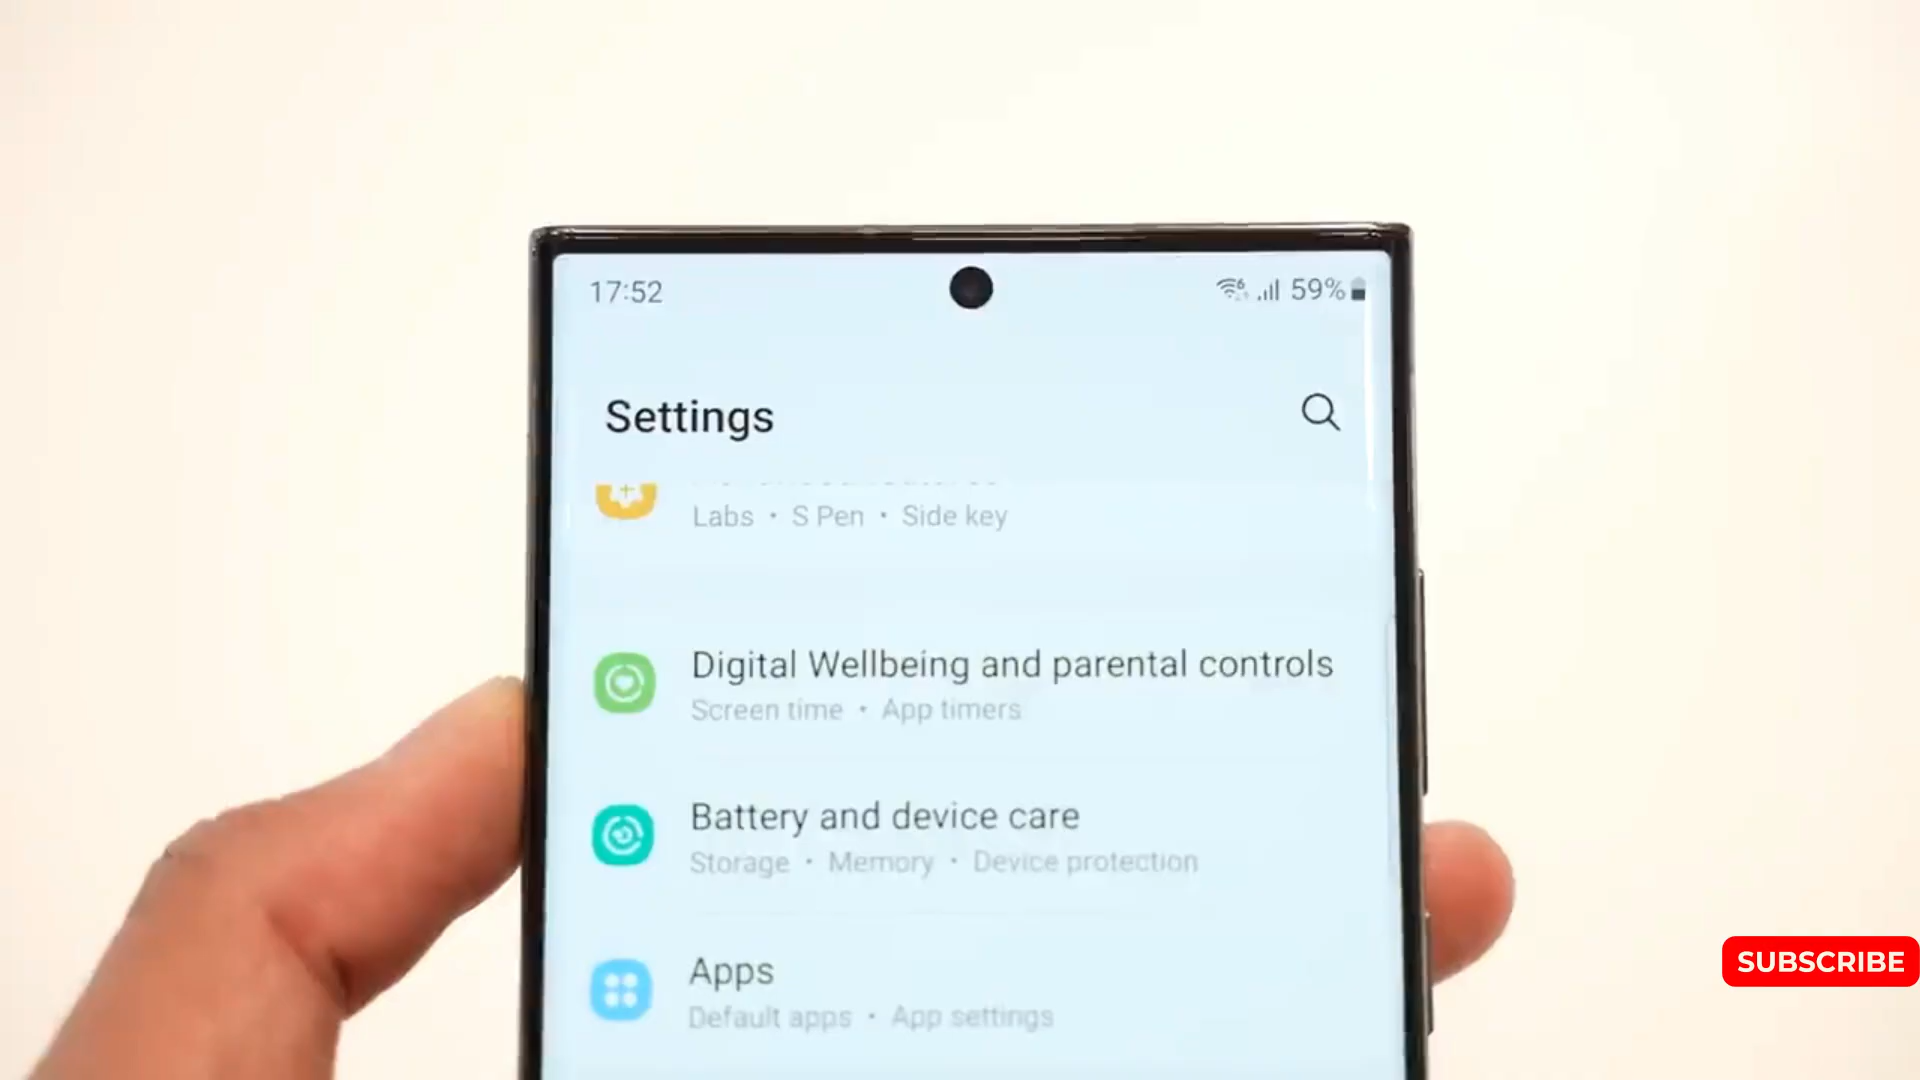 17:52
59%
Settings
Labs • S Pen • Side key
Digital Wellbeing and parental controls
Screen time • App timers
Battery and device care
Storage • Memory • Device protection
Apps
Default apps • App settings
SUBSCRIBE